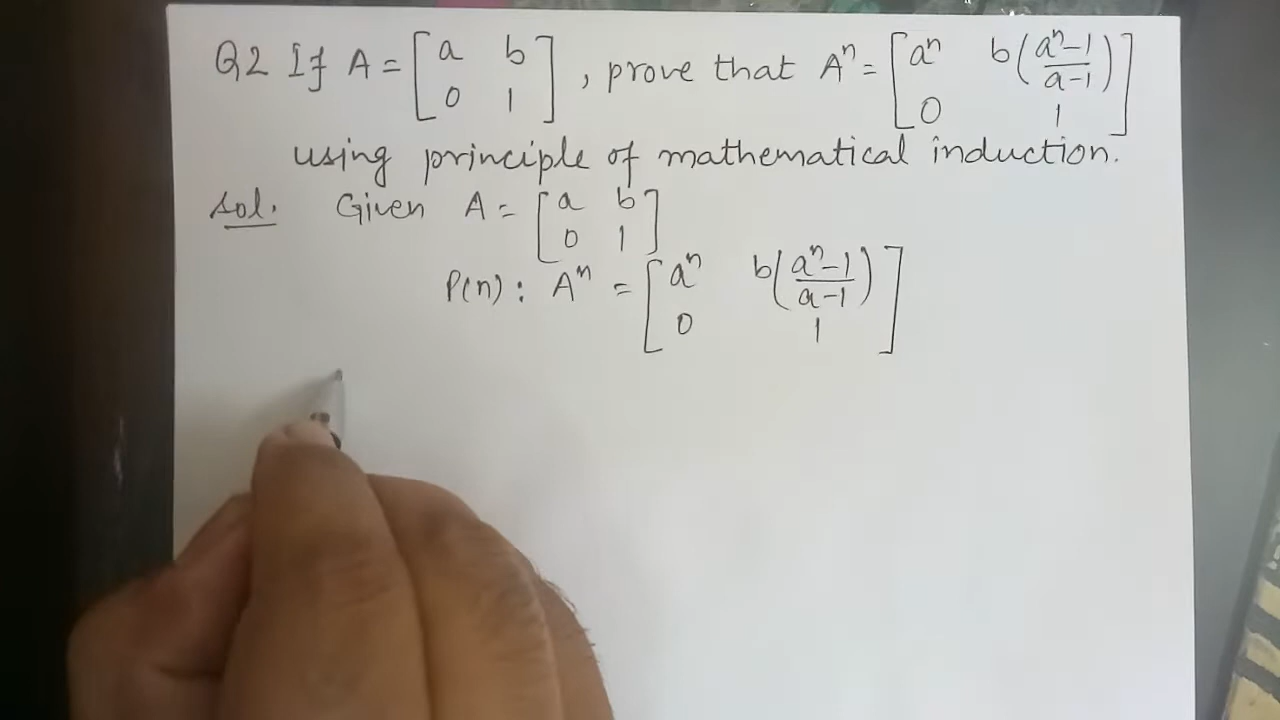 Q2 If A = [a b; 0 1], prove that Aⁿ = [aⁿ b((aⁿ-1)/(a-1)); 0 1]
using principle of mathematical induction.
Sol. Given A = [a b; 0 1]
P(n): Aⁿ = [aⁿ b((aⁿ-1)/(a-1)); 0 1]